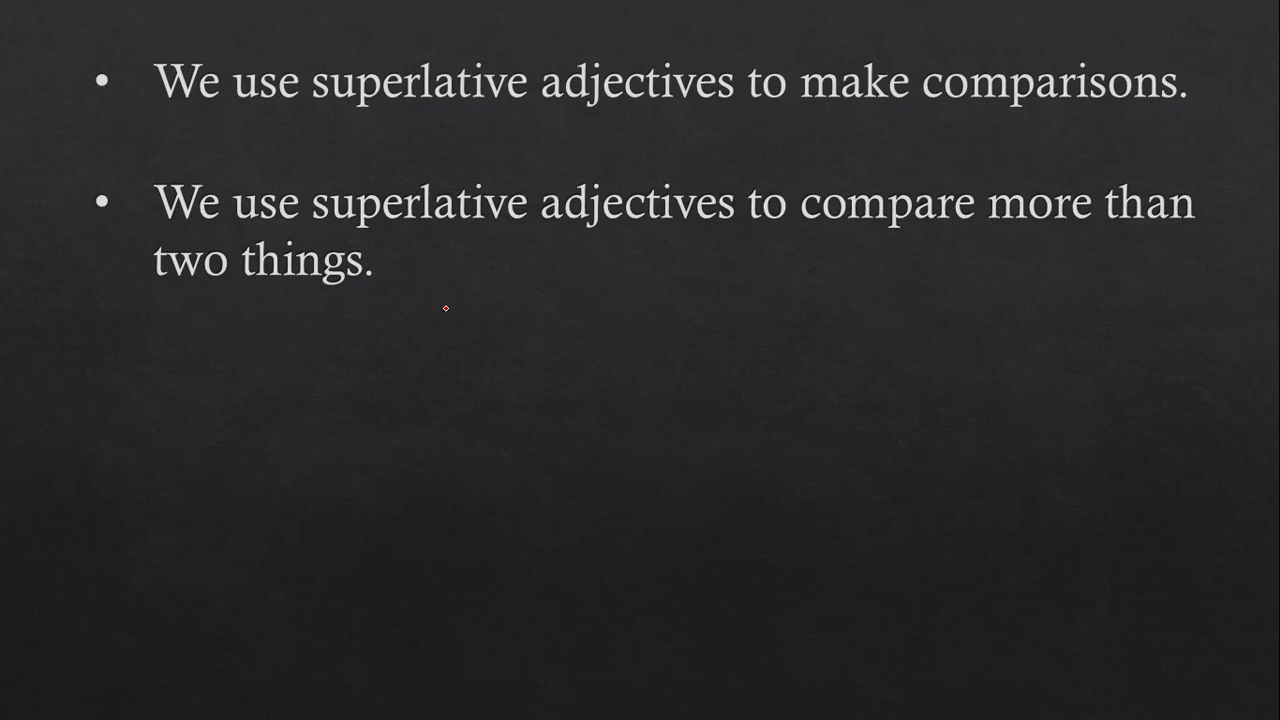 • We use superlative adjectives to make comparisons.
• We use superlative adjectives to compare more than
two things.